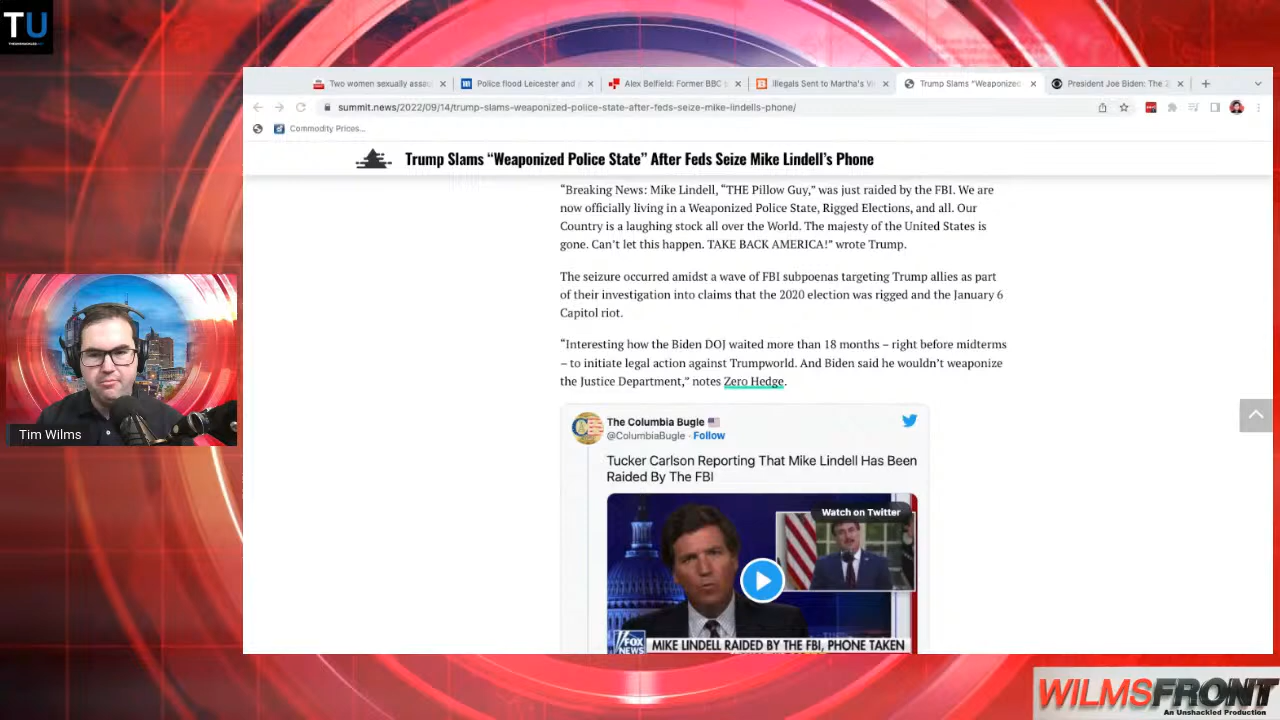 TU
Two women sexually assau
Police flood Leicester and
Alex Belfield: Former BBC
Illegals Sent to Martha's Vi
Trump Slams “Weaponized
President Joe Biden: The
summit.news/2022/09/14/trump-slams-weaponized-police-state-after-feds-seize-mike-lindells-phone/
Commodity Prices...
Trump Slams “Weaponized Police State” After Feds Seize Mike Lindell’s Phone
“Breaking News: Mike Lindell, “THE Pillow Guy,” was just raided by the FBI. We are
now officially living in a Weaponized Police State, Rigged Elections, and all. Our
Country is a laughing stock all over the World. The majesty of the United States is
gone. Can’t let this happen. TAKE BACK AMERICA!” wrote Trump.
The seizure occurred amidst a wave of FBI subpoenas targeting Trump allies as part
of their investigation into claims that the 2020 election was rigged and the January 6
Capitol riot.
“Interesting how the Biden DOJ waited more than 18 months – right before midterms
– to initiate legal action against Trumpworld. And Biden said he wouldn’t weaponize
the Justice Department,” notes Zero Hedge.
The Columbia Bugle
@ColumbiaBugle · Follow
Tucker Carlson Reporting That Mike Lindell Has Been
Raided By The FBI
Watch on Twitter
FOX
NEWS
MIKE LINDELL RAIDED BY THE FBI, PHONE TAKEN
Tim Wilms
WILMSFRONT
An Unshackled Production